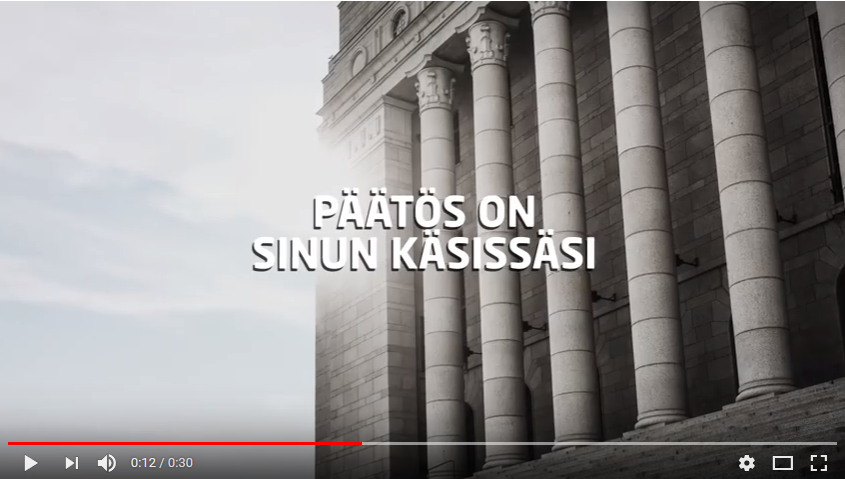 PÄÄTÖS ON
SINUN KÄSISSÄSI
0:12 / 0:30